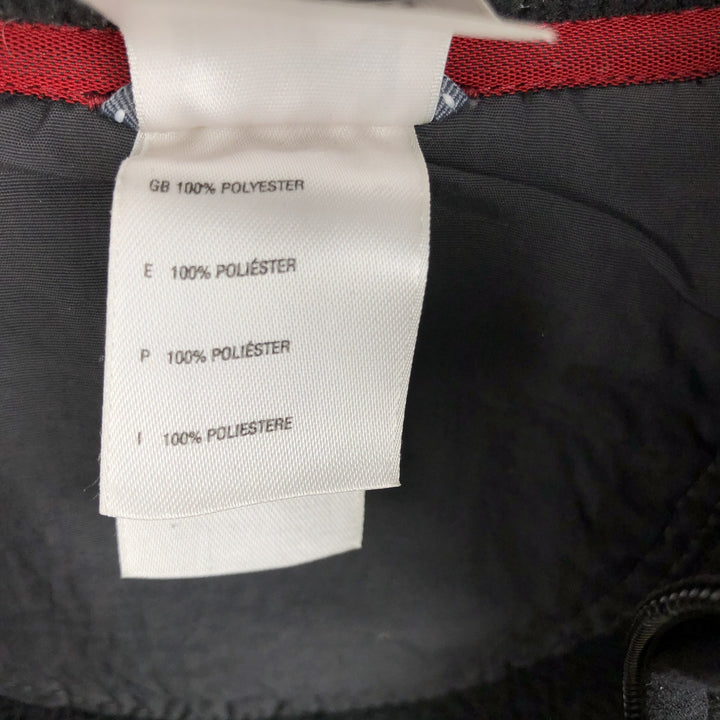 GB 100% POLYESTER
E 100% POLIÉSTER
P 100% POLIÉSTER
I 100% POLIESTERE